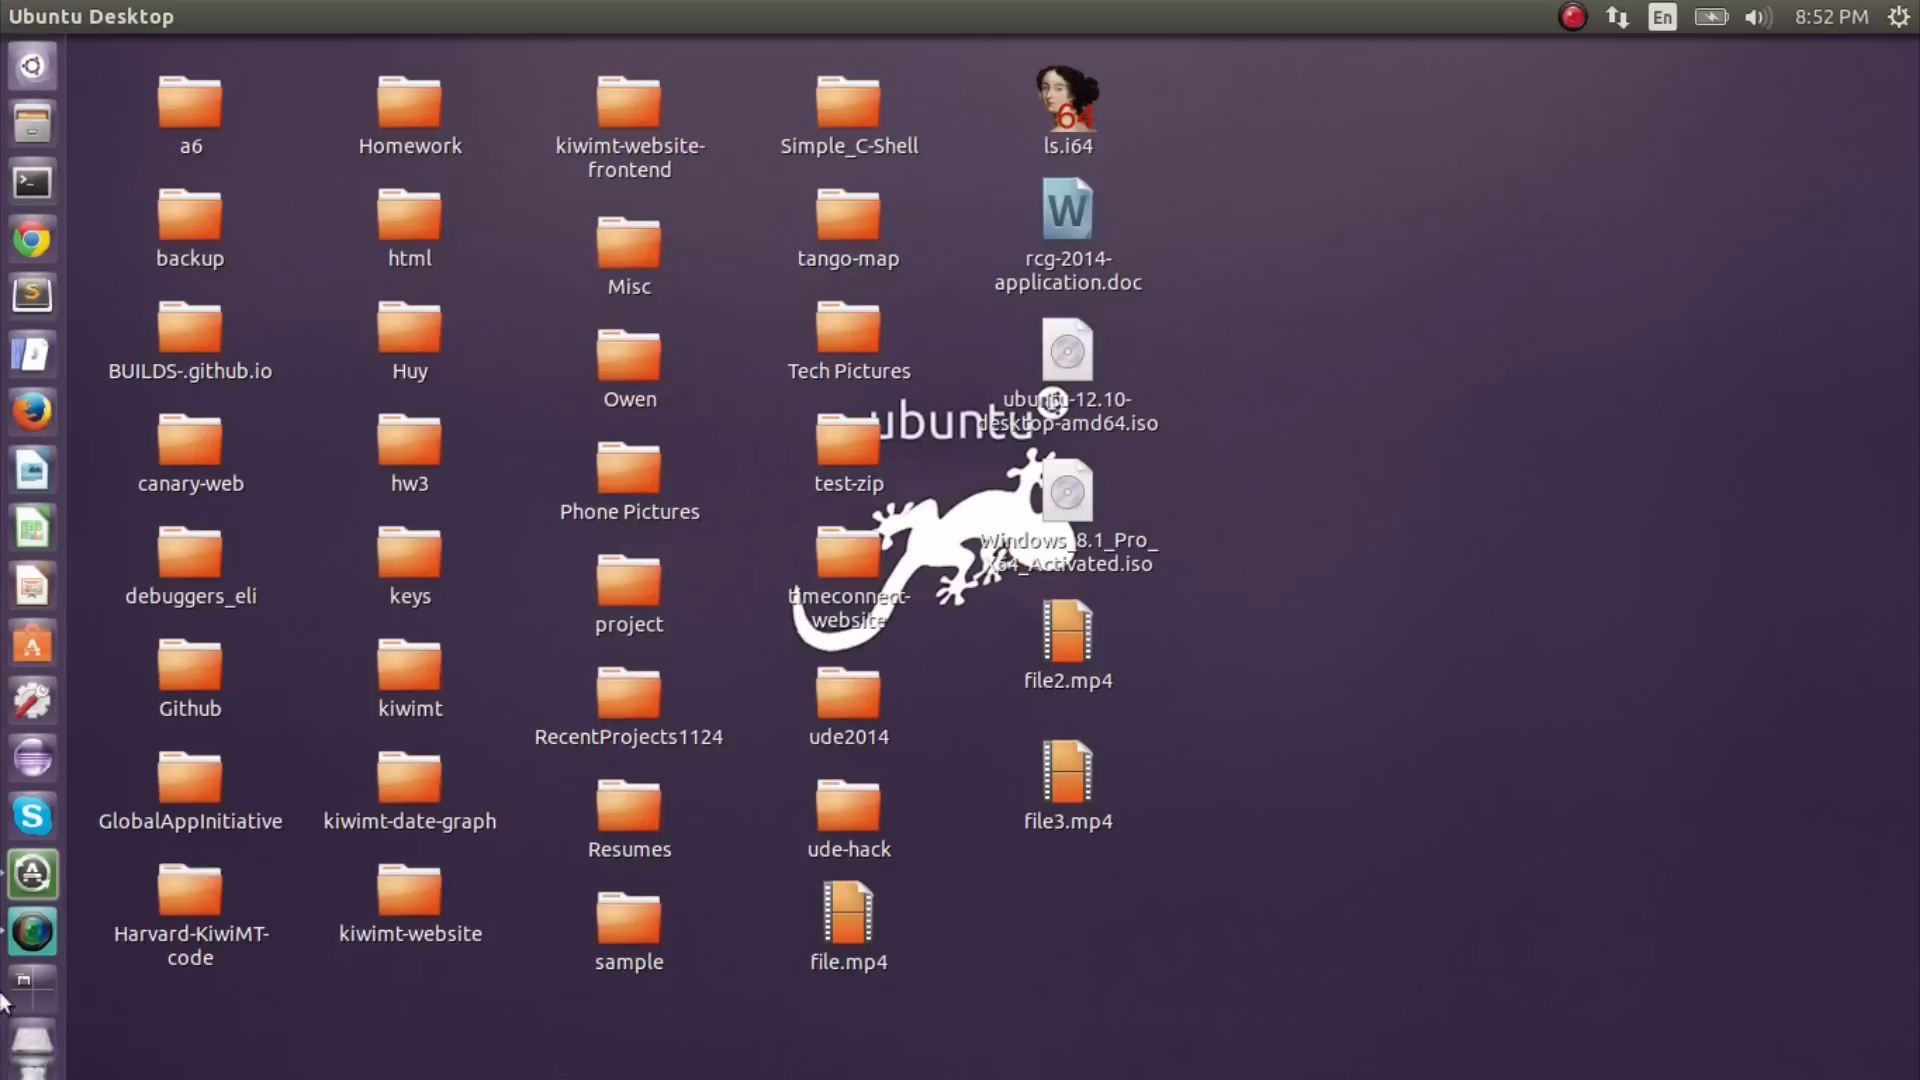 Ubuntu Desktop
En
8:52 PM
a6
Homework
kiwimt-website-
frontend
Simple_C-Shell
64
ls.i64
backup
html
Misc
tango-map
W
rcg-2014-
application.doc
BUILDS-.github.io
Huy
Owen
Tech Pictures
ubuntu
ubuntu-12.10-
desktop-amd64.iso
canary-web
hw3
Phone Pictures
test-zip
Windows_8.1_Pro_
X64_Activated.iso
debuggers_eli
keys
project
timeconnect-
website
file2.mp4
Github
kiwimt
RecentProjects1124
ude2014
GlobalAppInitiative
kiwimt-date-graph
Resumes
ude-hack
file3.mp4
Harvard-KiwiMT-
code
kiwimt-website
sample
file.mp4